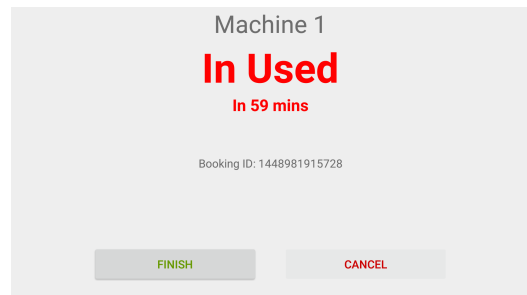 Machine 1
In Used
In 59 mins
Booking ID: 1448981915728
FINISH
CANCEL